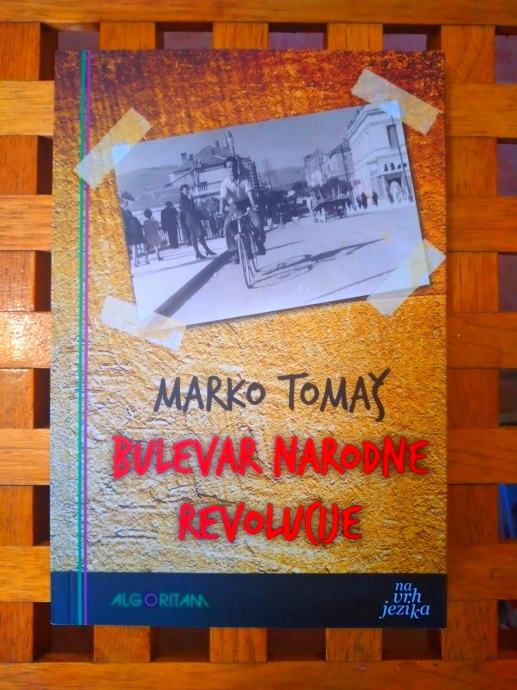 MARKO TOMAŠ
BULEVAR NARODNE
REVOLUCIJE
ALGORITAM
na
vrh
jezika